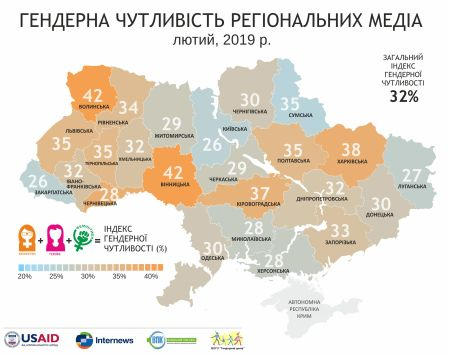 ГЕНДЕРНА ЧУТЛИВІСТЬ РЕГІОНАЛЬНИХ МЕДІА
лютий, 2019 р.
ЗАГАЛЬНИЙ
ІНДЕКС
ГЕНДЕРНОЇ
ЧУТЛИВОСТІ
32%
42
ВОЛИНСЬКА
34
РІВНЕНСЬКА
29
ЖИТОМИРСЬКА
26
КИЇВСЬКА
30
ЧЕРНІГІВСЬКА
35
СУМСЬКА
35
ЛЬВІВСЬКА
35
ТЕРНОПІЛЬСЬКА
32
ХМЕЛЬНИЦЬКА
42
ВІННИЦЬКА
29
ЧЕРКАСЬКА
35
ПОЛТАВСЬКА
38
ХАРКІВСЬКА
27
ЛУГАНСЬКА
26
ЗАКАРПАТСЬКА
32
ІВАНО-
ФРАНКІВСЬКА
28
ЧЕРНІВЕЦЬКА
37
КІРОВОГРАДСЬКА
32
ДНІПРОПЕТРОВСЬКА
30
ДОНЕЦЬКА
30
ОДЕСЬКА
28
МИКОЛАЇВСЬКА
33
ЗАПОРІЗЬКА
28
ХЕРСОНСЬКА
АВТОНОМНА
РЕСПУБЛІКА
КРИМ
+ + = ІНДЕКС
ГЕНДЕРНОЇ
ЧУТЛИВОСТІ (%)
20% 25% 30% 35% 40%
USAID
Internews